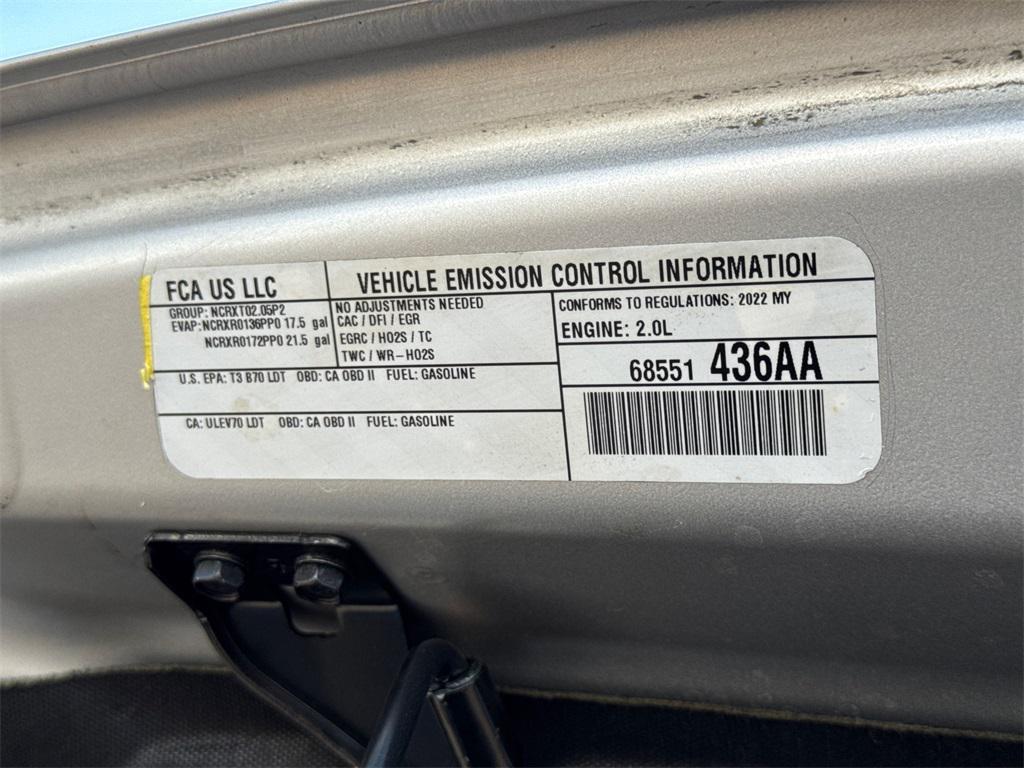 FCA US LLC
GROUP: NCRXT02.05P2
EVAP: NCRXR0136PP0 17.5 gal
NCRXR0172PP0 21.5 gal
VEHICLE EMISSION CONTROL INFORMATION
NO ADJUSTMENTS NEEDED
CAC / DFI / EGR
EGRC / HO2S / TC
TWC / WR-HO2S
CONFORMS TO REGULATIONS: 2022 MY
ENGINE: 2.0L
68551 436AA
U.S. EPA: T3 B70 LDT OBD: CA OBD II FUEL: GASOLINE
CA: ULEV70 LDT OBD: CA OBD II FUEL: GASOLINE